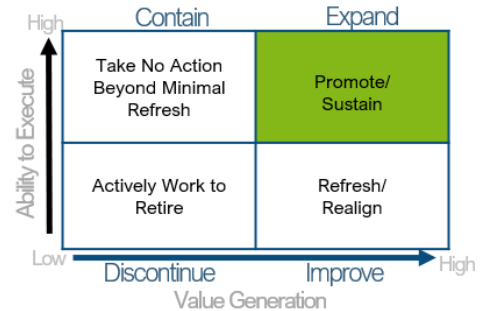 Contain
Expand
High
Take No Action
Beyond Minimal
Refresh
Promote/
Sustain
Ability to Execute
Actively Work to
Retire
Refresh/
Realign
Low
High
Discontinue
Improve
Value Generation